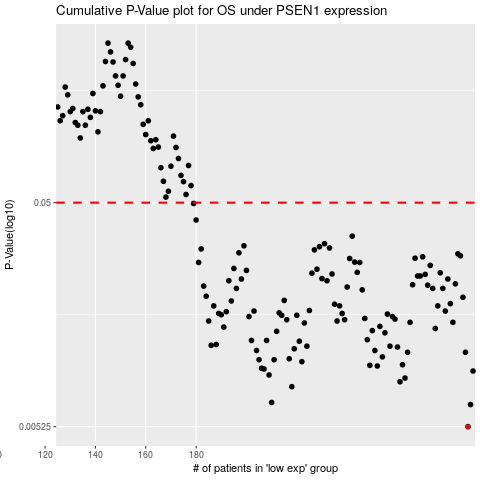 Cumulative P-Value plot for OS under PSEN1 expression
P-Value(log10)
0.05
0.00525
0 120 140 160 180
# of patients in 'low exp' group